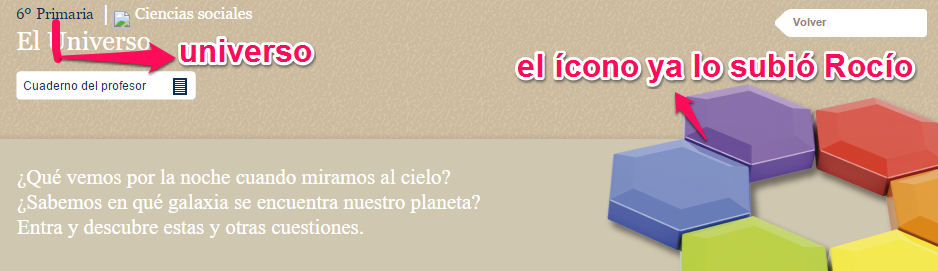 6º Primaria
Ciencias sociales
Volver
El Universo
universo
el ícono ya lo subió Rocío
Cuaderno del profesor
¿Qué vemos por la noche cuando miramos al cielo?
¿Sabemos en qué galaxia se encuentra nuestro planeta?
Entra y descubre estas y otras cuestiones.